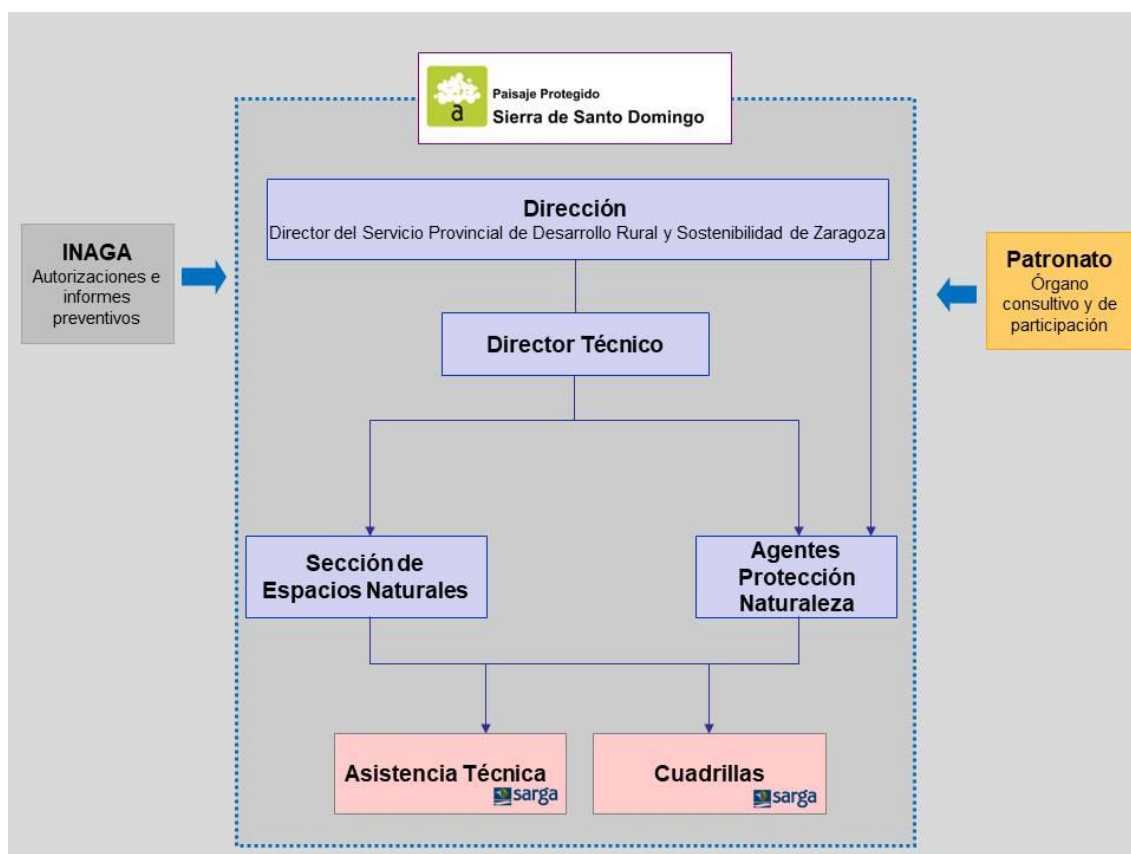 Paisaje Protegido
Sierra de Santo Domingo
a
Dirección
Director del Servicio Provincial de Desarrollo Rural y Sostenibilidad de Zaragoza
INAGA
Autorizaciones e
informes
preventivos
Patronato
Órgano
consultivo y de
participación
Director Técnico
Sección de
Espacios Naturales
Agentes
Protección
Naturaleza
Asistencia Técnica
sarga
Cuadrillas
sarga